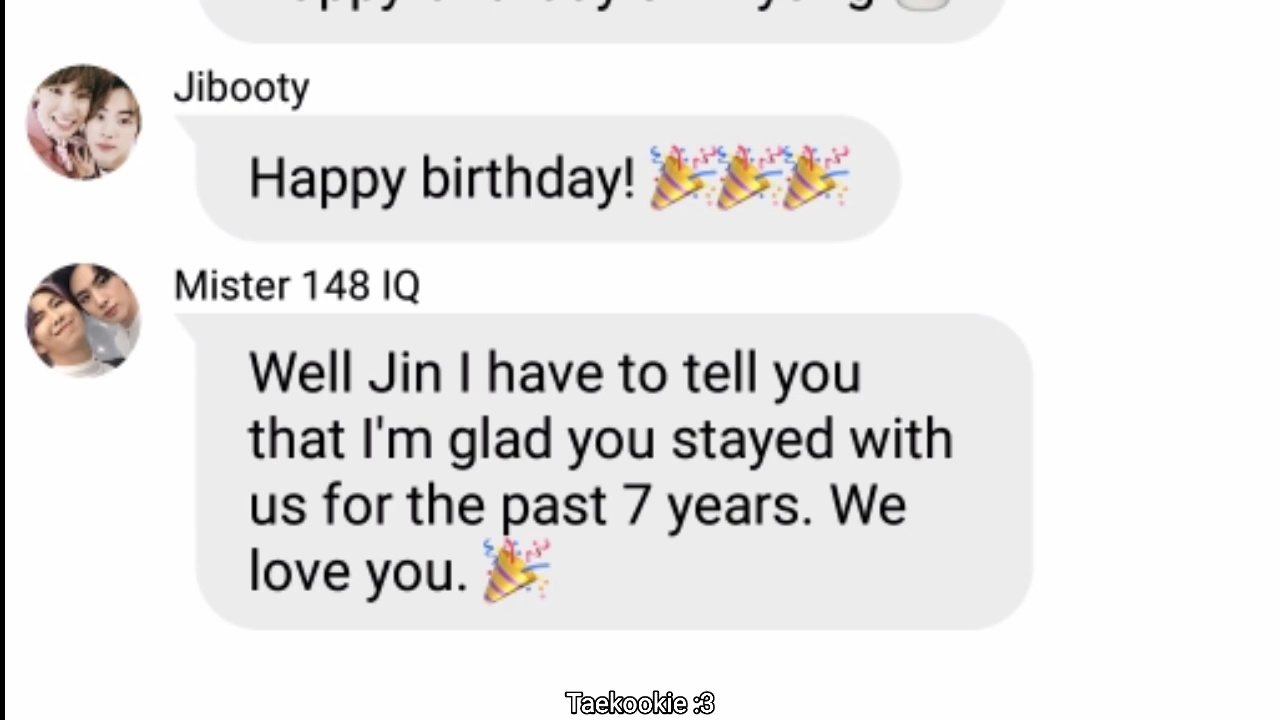 Jibooty
Happy birthday! 🎉🎉🎉
Mister 148 IQ
Well Jin I have to tell you
that I'm glad you stayed with
us for the past 7 years. We
love you. 🎉
Taekookie :3